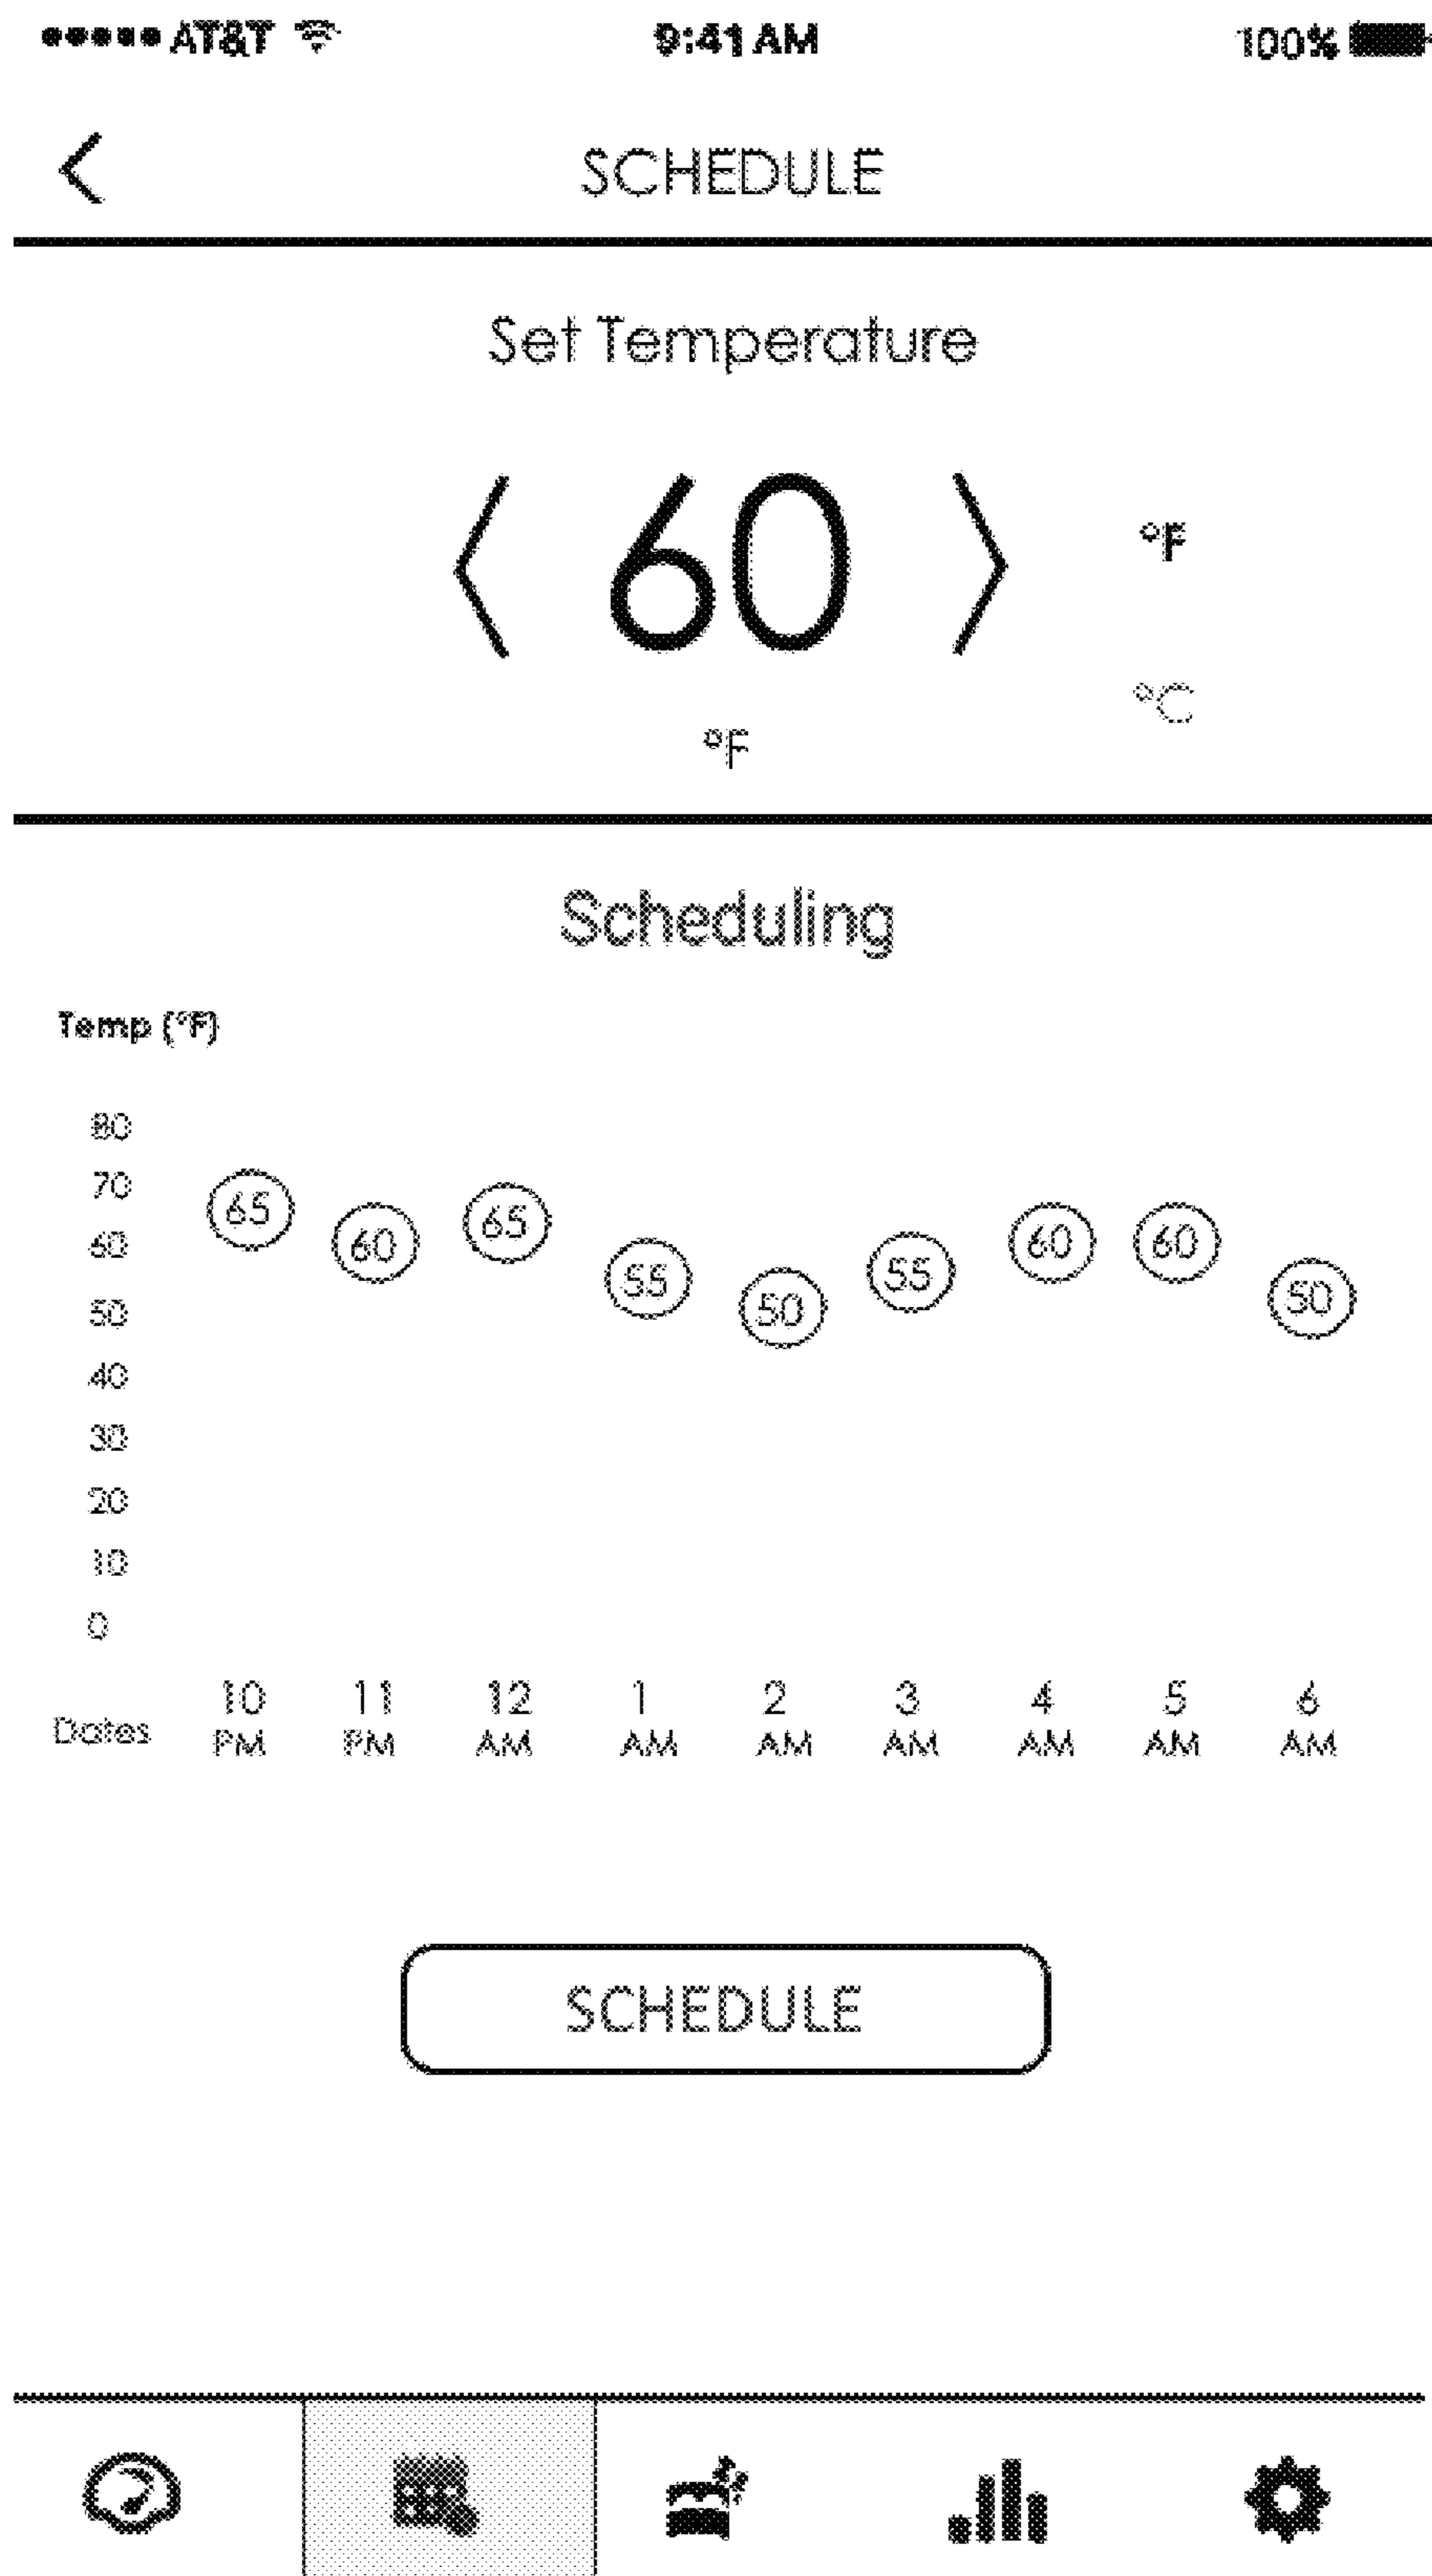 AT&T 9:41 AM 100%
SCHEDULE
Set Temperature
60
°F
°C
°F
Scheduling
Temp (°F)
80
70
65
65
60
60
60
60
55
55
50
50
50
40
30
20
10
0
10 11 12 1 2 3 4 5 6
Dates
PM PM AM AM AM AM AM AM AM
SCHEDULE